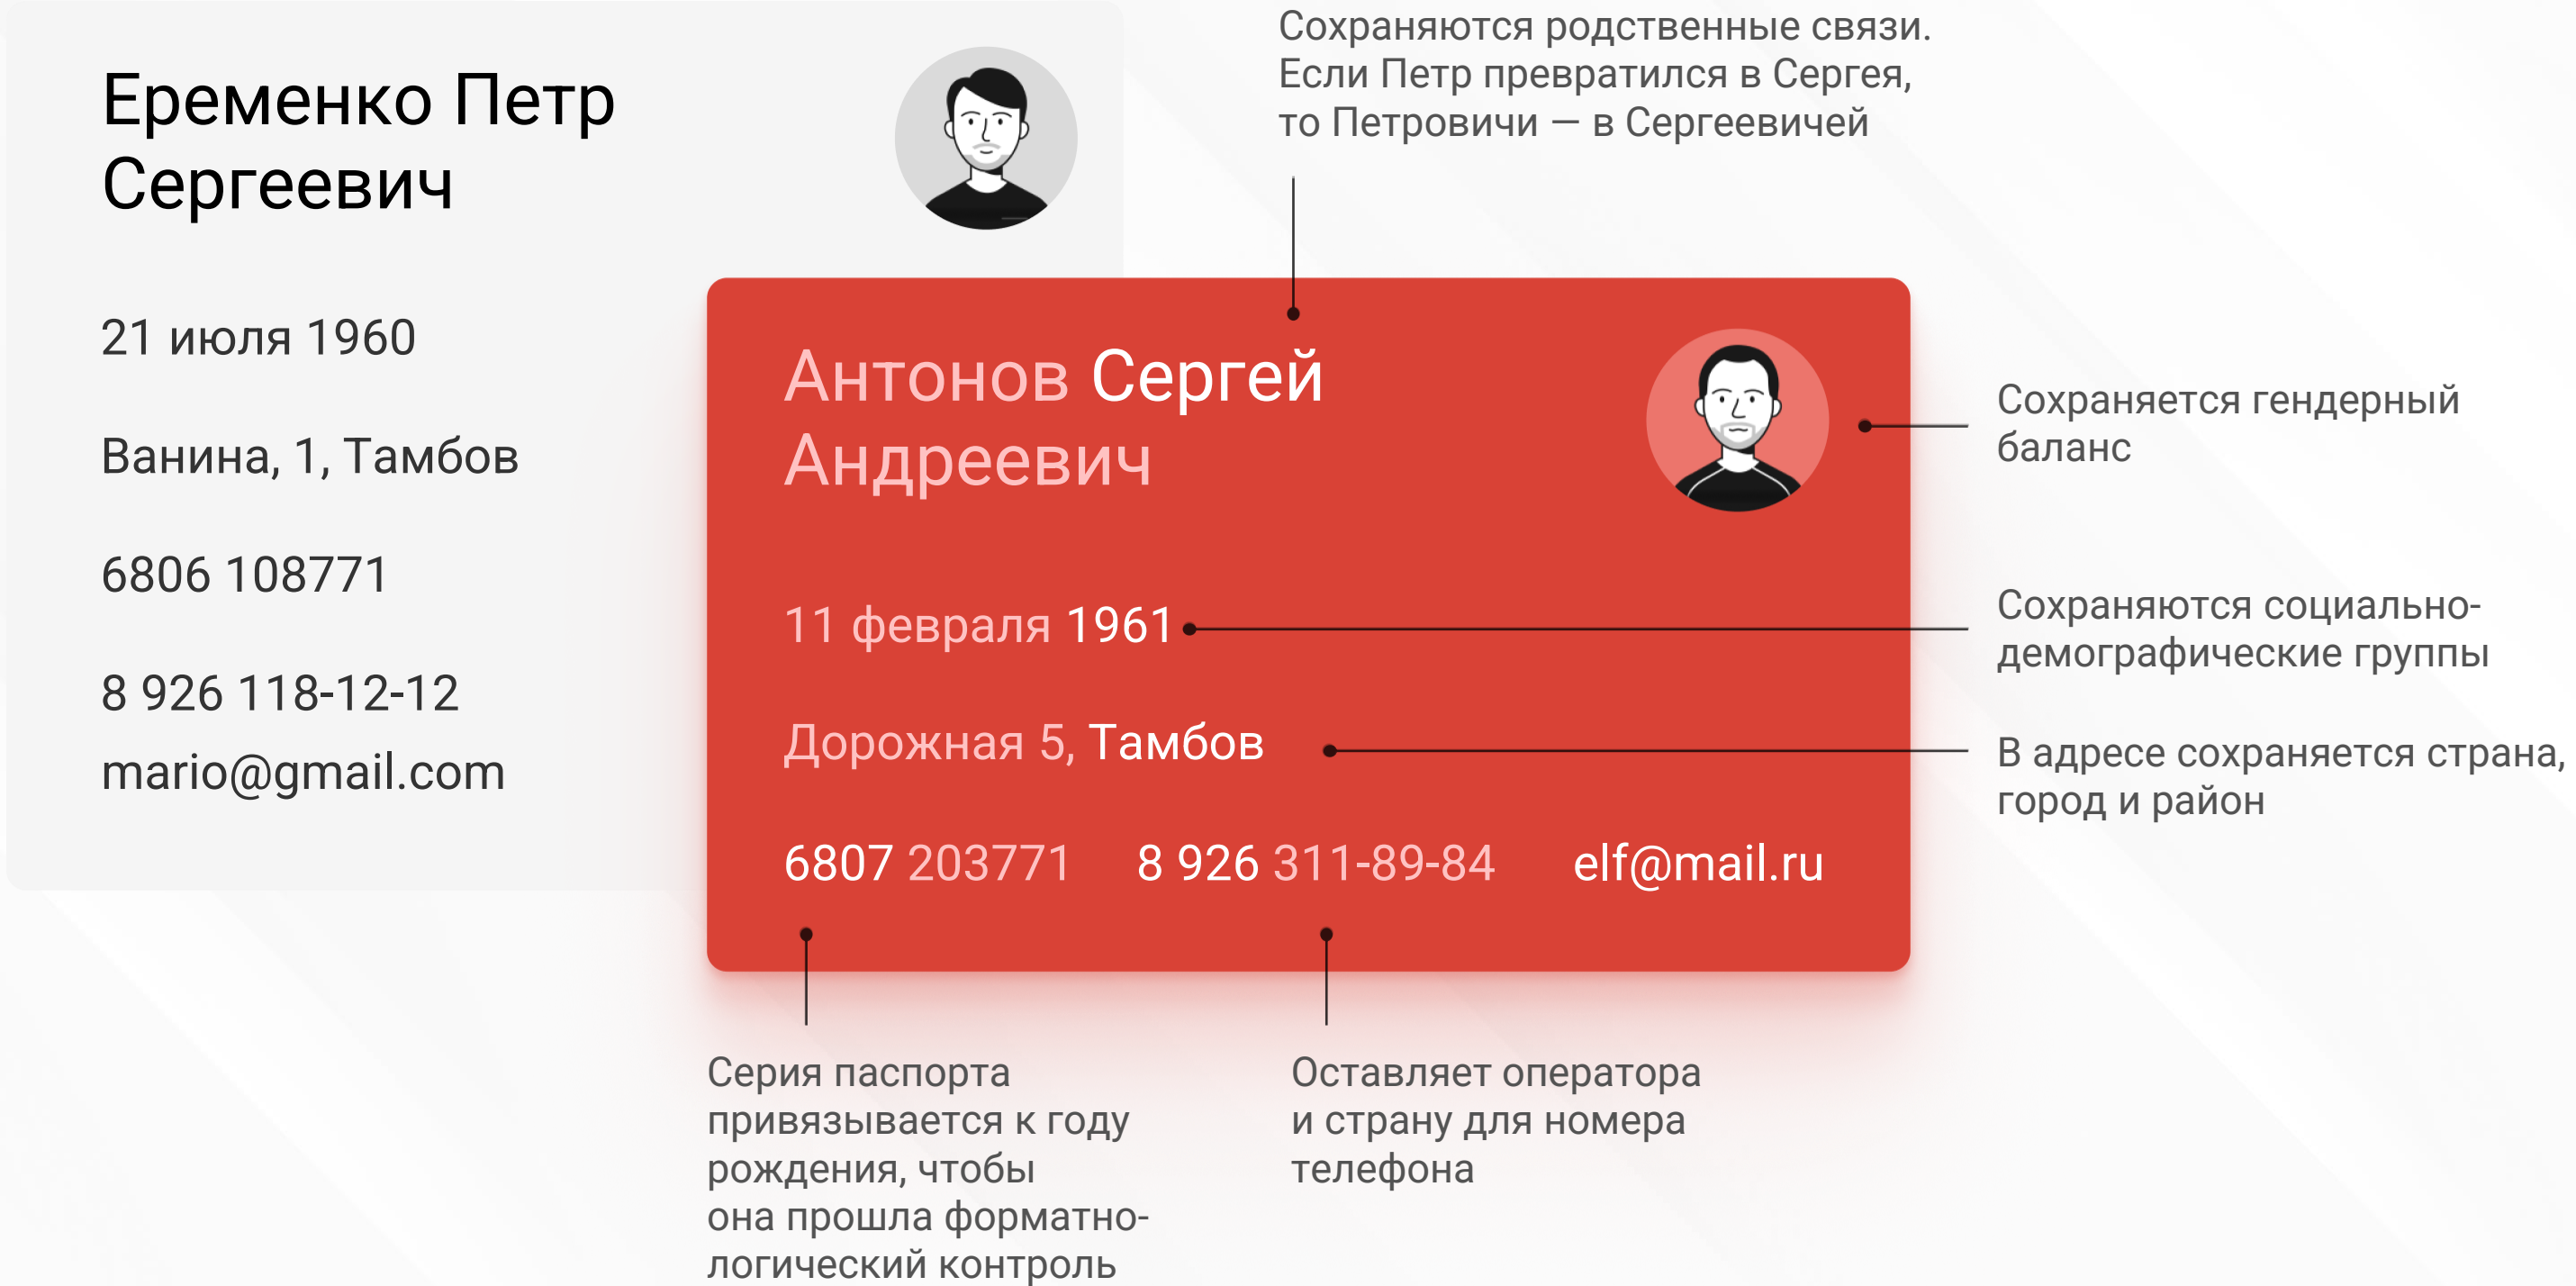 Еременко Петр
Сергеевич
21 июля 1960
Ванина, 1, Тамбов
6806 108771
8 926 118-12-12
mario@gmail.com
Сохраняются родственные связи.
Если Петр превратился в Сергея,
то Петровичи — в Сергеевичей
Антонов Сергей
Андреевич
11 февраля 1961
Дорожная 5, Тамбов
6807 203771 8 926 311-89-84 elf@mail.ru
Сохраняется гендерный
баланс
Сохраняются социально-
демографические группы
В адресе сохраняется страна,
город и район
Серия паспорта
привязывается к году
рождения, чтобы
она прошла форматно-
логический контроль
Оставляет оператора
и страну для номера
телефона